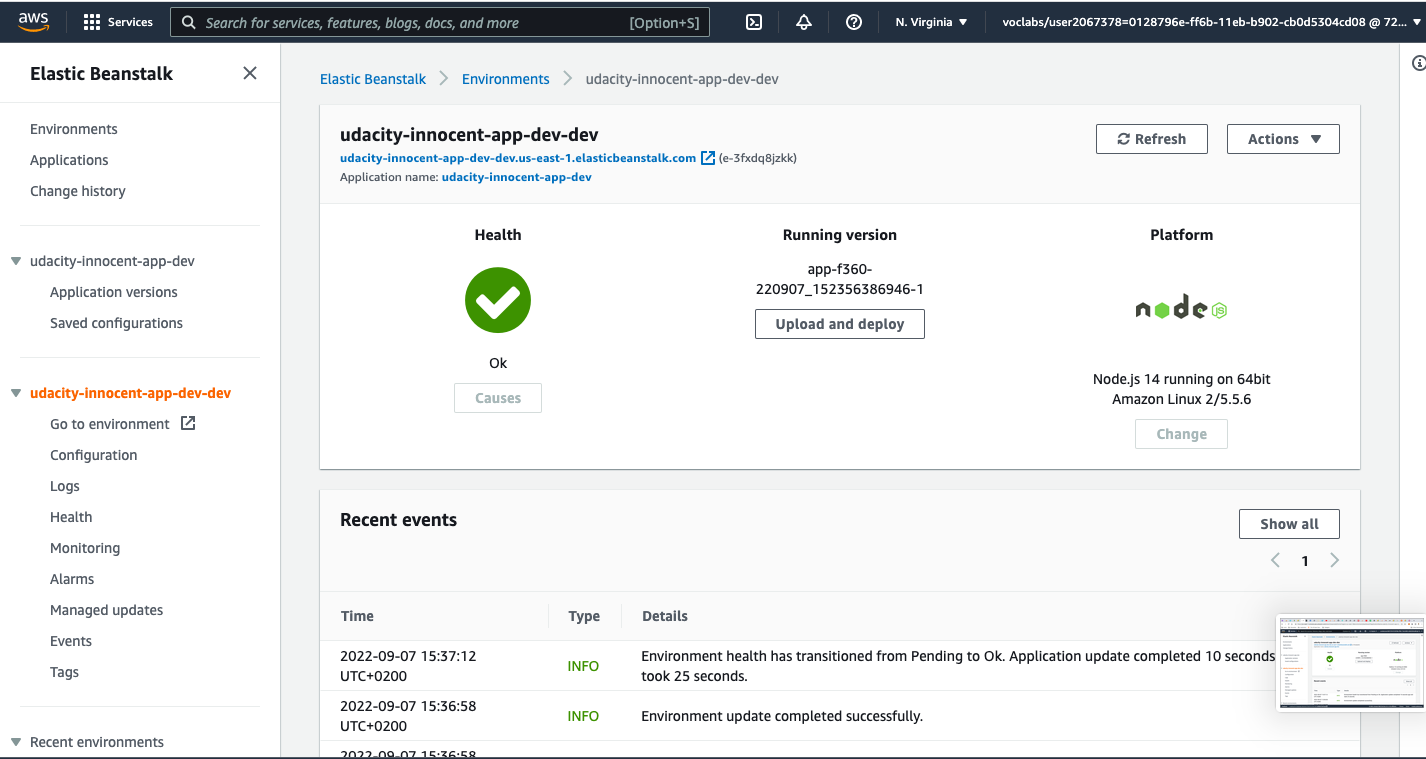 aws
Services
Search for services, features, blogs, docs, and more
[Option+S]
N. Virginia
voclabs/user2067378=0128796e-ff6b-11eb-b902-cb0d5304cd08 @ 72...
Elastic Beanstalk
Environments
Applications
Change history
udacity-innocent-app-dev
Application versions
Saved configurations
udacity-innocent-app-dev-dev
Go to environment
Configuration
Logs
Health
Monitoring
Alarms
Managed updates
Events
Tags
Recent environments
Elastic Beanstalk
Environments
udacity-innocent-app-dev-dev
udacity-innocent-app-dev-dev
udacity-innocent-app-dev-dev.us-east-1.elasticbeanstalk.com (e-3fxdq8jzkk)
Application name: udacity-innocent-app-dev
Refresh
Actions
Health
Ok
Causes
Running version
app-f360-
220907_152356386946-1
Upload and deploy
Platform
node JS
Node.js 14 running on 64bit
Amazon Linux 2/5.5.6
Change
Recent events
Show all
1
Time
Type
Details
2022-09-07 15:37:12
UTC+0200
INFO
Environment health has transitioned from Pending to Ok. Application update completed 10 seconds
took 25 seconds.
2022-09-07 15:36:58
UTC+0200
INFO
Environment update completed successfully.
2022-09-07 15:36:58